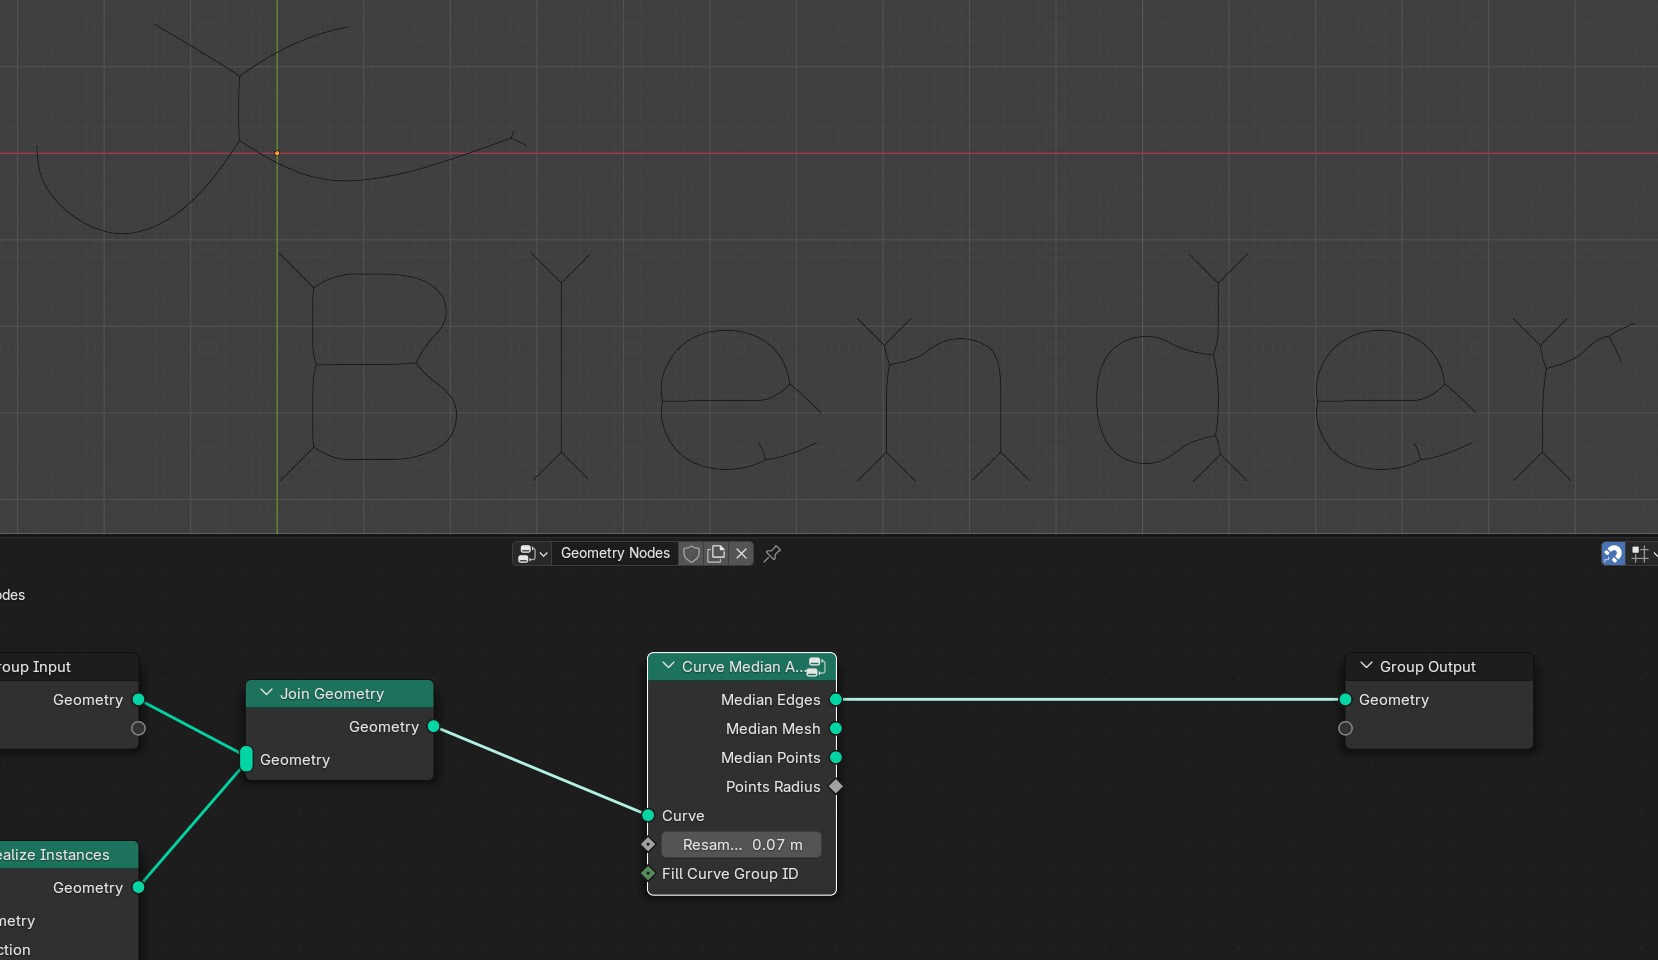 Blender
Geometry Nodes
odes
roup Input
Geometry
Join Geometry
Geometry
Geometry
ealize Instances
Geometry
metry
ction
Curve Median A...
Median Edges
Median Mesh
Median Points
Points Radius
Curve
Resam... 0.07 m
Fill Curve Group ID
Group Output
Geometry